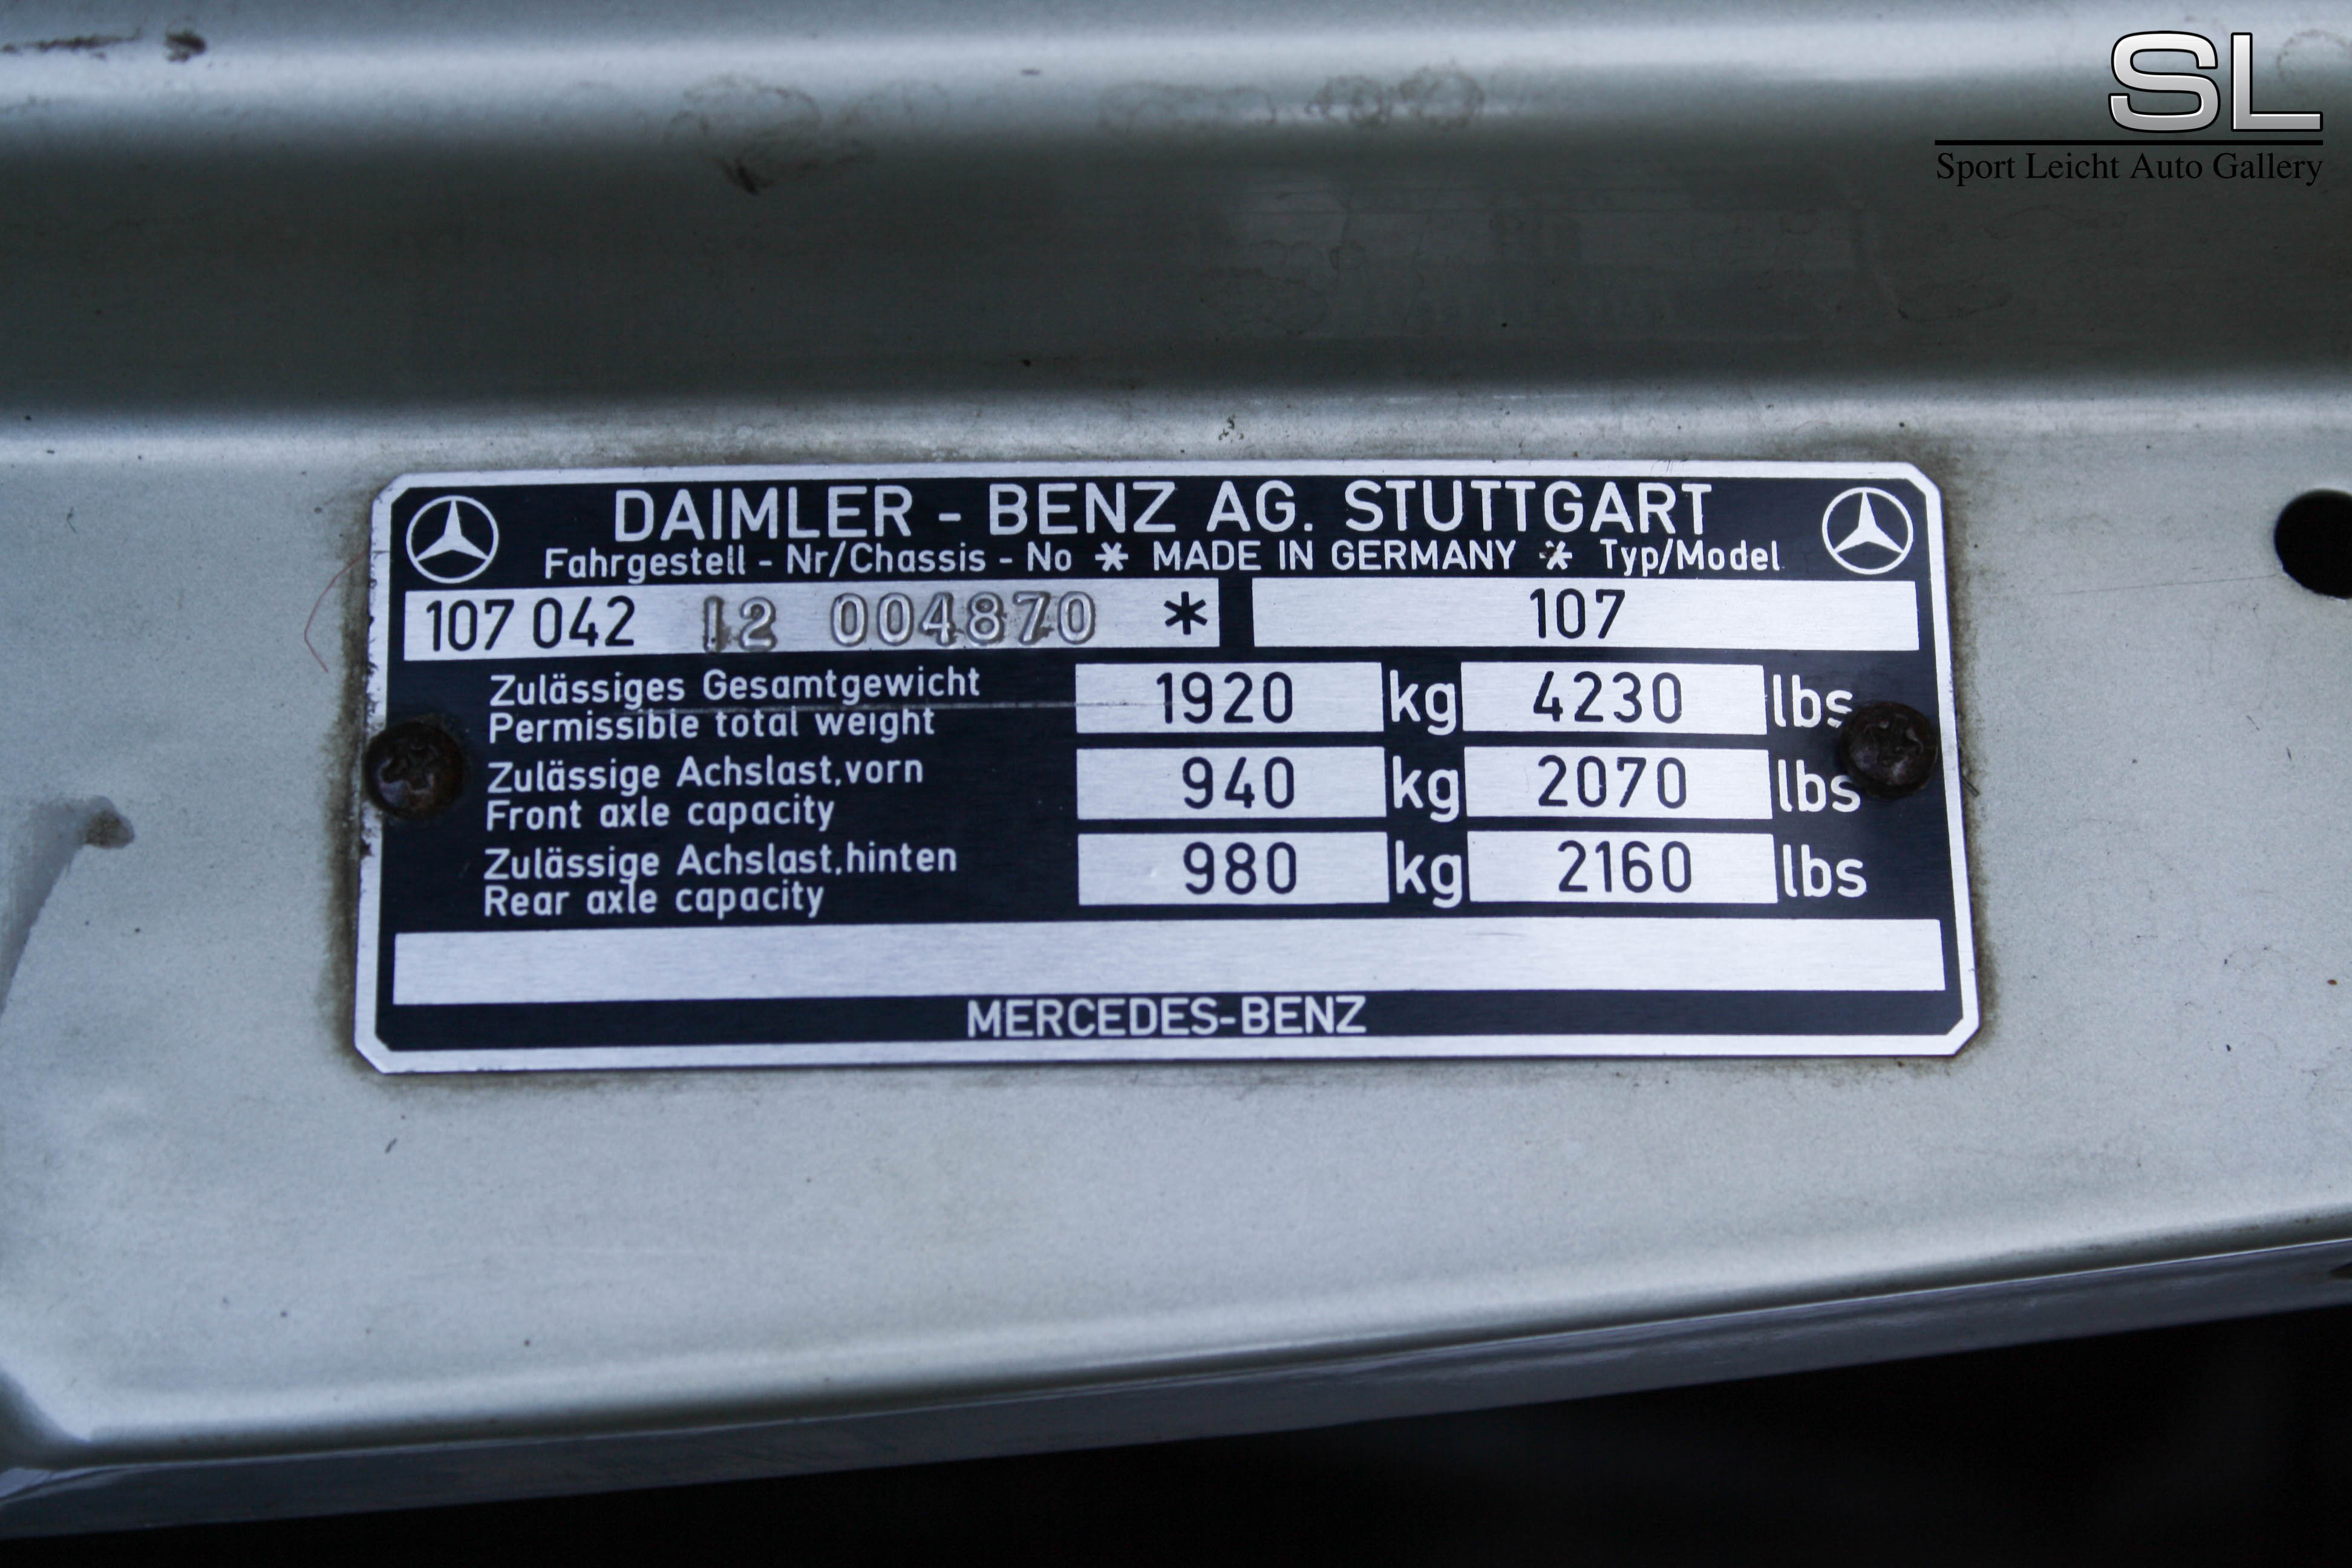 SL
Sport Leicht Auto Gallery
DAIMLER - BENZ AG. STUTTGART
Fahrgestell - Nr/Chassis - No * MADE IN GERMANY * Typ/Model
107 042 12 004870 * 107
Zulässiges Gesamtgewicht
Permissible total weight
1920 kg 4230 lbs
Zulässige Achslast,vorn
Front axle capacity
940 kg 2070 lbs
Zulässige Achslast,hinten
Rear axle capacity
980 kg 2160 lbs
MERCEDES-BENZ